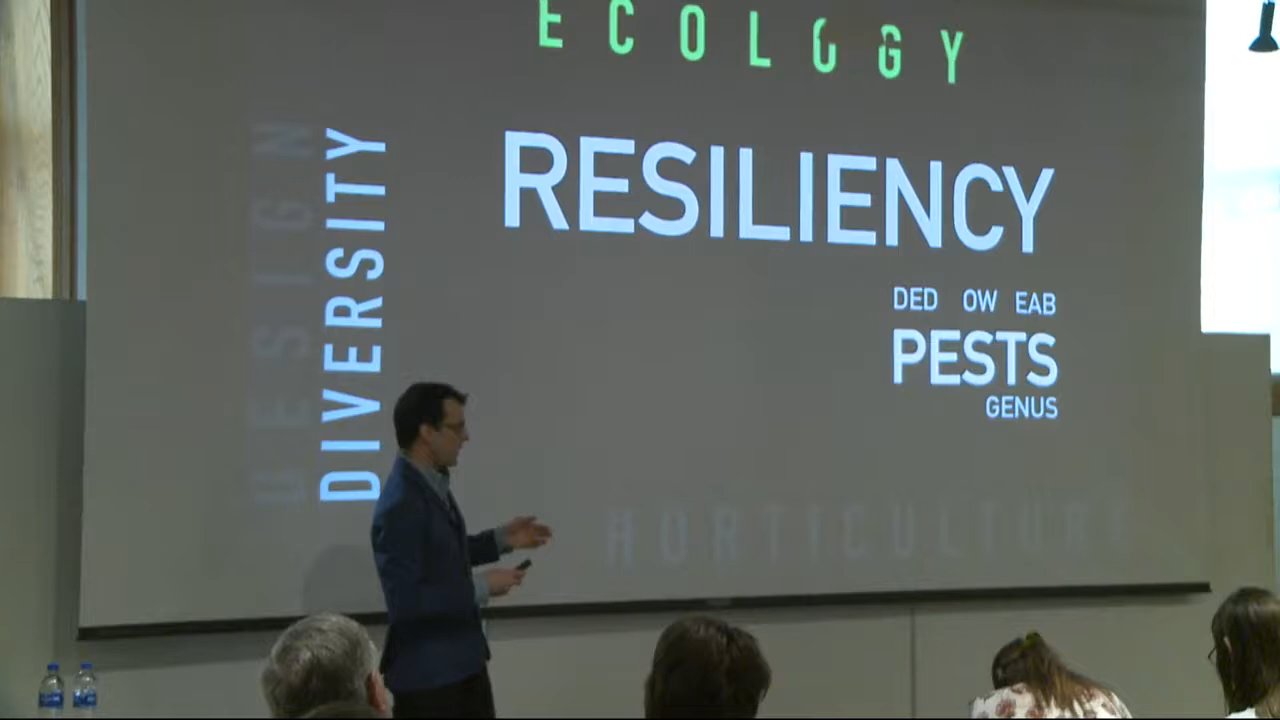 ECOLOGY
DESIGN
DIVERSITY
RESILIENCY
DED OW EAB
PESTS
GENUS
HORTICULTURE